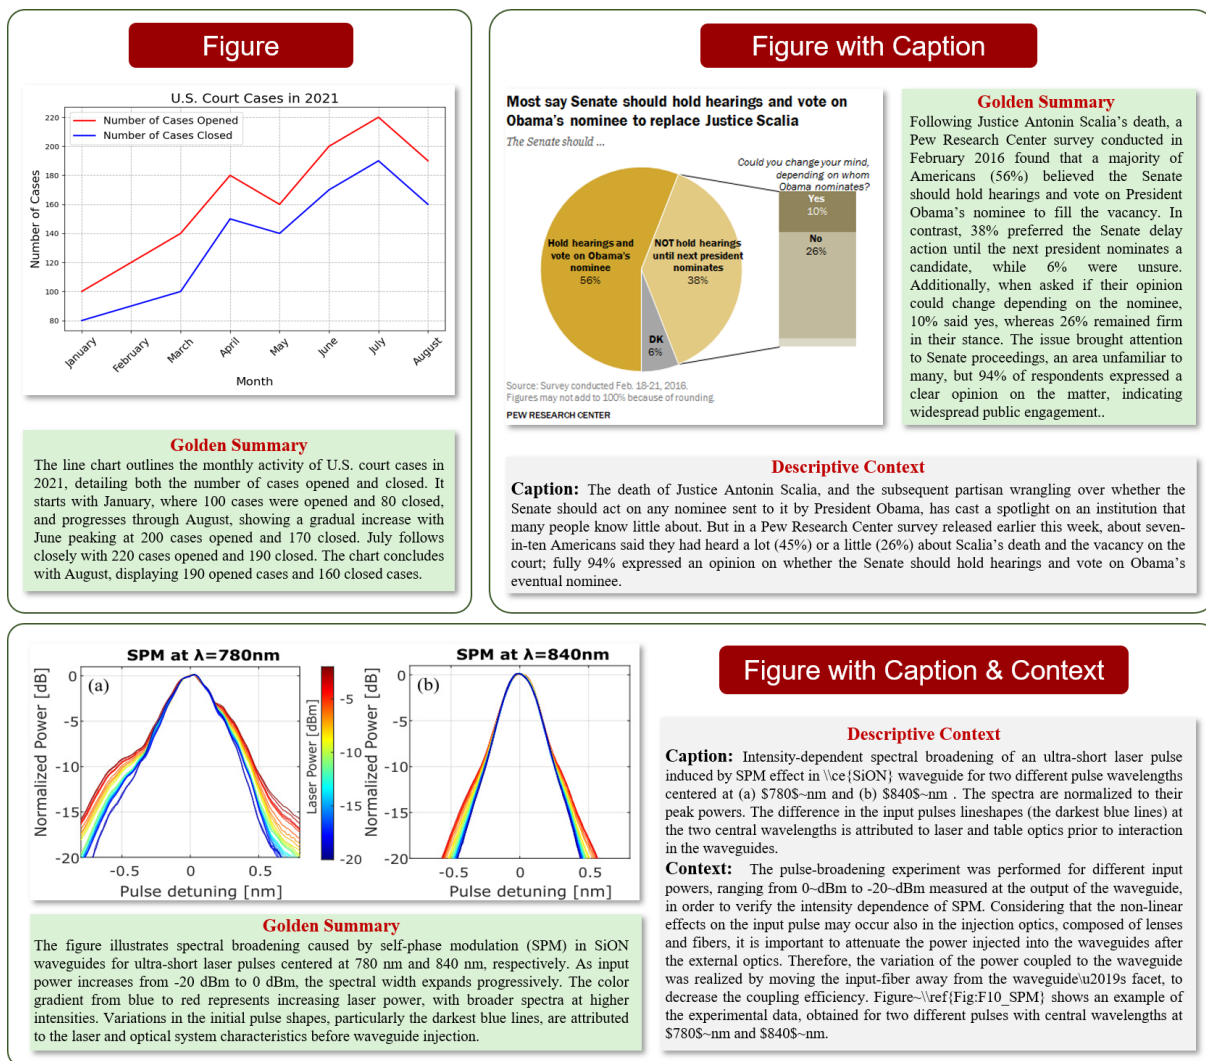 Figure
U.S. Court Cases in 2021
Number of Cases Opened
Number of Cases Closed
220
200
180
160
140
120
100
80
Number of Cases
January
February
March
April
May
June
July
August
Month
Golden Summary
The line chart outlines the monthly activity of U.S. court cases in
2021, detailing both the number of cases opened and closed. It
starts with January, where 100 cases were opened and 80 closed,
and progresses through August, showing a gradual increase with
June peaking at 200 cases opened and 170 closed. July follows
closely with 220 cases opened and 190 closed. The chart concludes
with August, displaying 190 opened cases and 160 closed cases.
Figure with Caption
Most say Senate should hold hearings and vote on
Obama's nominee to replace Justice Scalia
The Senate should ...
Could you change your mind,
depending on whom
Obama nominates?
Hold hearings and
vote on Obama's
nominee
56%
NOT hold hearings
until next president
nominates
38%
DK
6%
Yes
10%
No
26%
Source: Survey conducted Feb. 18-21, 2016.
Figures may not add to 100% because of rounding.
PEW RESEARCH CENTER
Golden Summary
Following Justice Antonin Scalia's death, a
Pew Research Center survey conducted in
February 2016 found that a majority of
Americans (56%) believed the Senate
should hold hearings and vote on President
Obama's nominee to fill the vacancy. In
contrast, 38% preferred the Senate delay
action until the next president nominates a
candidate, while 6% were unsure.
Additionally, when asked if their opinion
could change depending on the nominee,
10% said yes, whereas 26% remained firm
in their stance. The issue brought attention
to Senate proceedings, an area unfamiliar to
many, but 94% of respondents expressed a
clear opinion on the matter, indicating
widespread public engagement..
Descriptive Context
Caption: The death of Justice Antonin Scalia, and the subsequent partisan wrangling over whether the
Senate should act on any nominee sent to it by President Obama, has cast a spotlight on an institution that
many people know little about. But in a Pew Research Center survey released earlier this week, about seven-
in-ten Americans said they had heard a lot (45%) or a little (26%) about Scalia's death and the vacancy on the
court; fully 94% expressed an opinion on whether the Senate should hold hearings and vote on Obama's
eventual nominee.
SPM at λ=780nm
(a)
0
-5
-10
-15
-20
Normalized Power [dB]
-0.5
0
0.5
Pulse detuning [nm]
Laser Power [dBm]
-5
-10
-15
-20
SPM at λ=840nm
(b)
0
-5
-10
-15
-20
Normalized Power [dB]
-0.5
0
0.5
Pulse detuning [nm]
Golden Summary
The figure illustrates spectral broadening caused by self-phase modulation (SPM) in SiON
waveguides for ultra-short laser pulses centered at 780 nm and 840 nm, respectively. As input
power increases from -20 dBm to 0 dBm, the spectral width expands progressively. The color
gradient from blue to red represents increasing laser power, with broader spectra at higher
intensities. Variations in the initial pulse shapes, particularly the darkest blue lines, are attributed
to the laser and optical system characteristics before waveguide injection.
Figure with Caption & Context
Descriptive Context
Caption: Intensity-dependent spectral broadening of an ultra-short laser pulse
induced by SPM effect in \\ce{SiON} waveguide for two different pulse wavelengths
centered at (a) $780$~nm and (b) $840$~nm . The spectra are normalized to their
peak powers. The difference in the input pulses lineshapes (the darkest blue lines) at
the two central wavelengths is attributed to laser and table optics prior to interaction
in the waveguides.
Context: The pulse-broadening experiment was performed for different input
powers, ranging from 0~dBm to -20~dBm measured at the output of the waveguide,
in order to verify the intensity dependence of SPM. Considering that the non-linear
effects on the input pulse may occur also in the injection optics, composed of lenses
and fibers, it is important to attenuate the power injected into the waveguides after
the external optics. Therefore, the variation of the power coupled to the waveguide
was realized by moving the input-fiber away from the waveguide\u2019s facet, to
decrease the coupling efficiency. Figure~\\ref{Fig:F10_SPM} shows an example of
the experimental data, obtained for two different pulses with central wavelengths at
$780$~nm and $840$~nm.